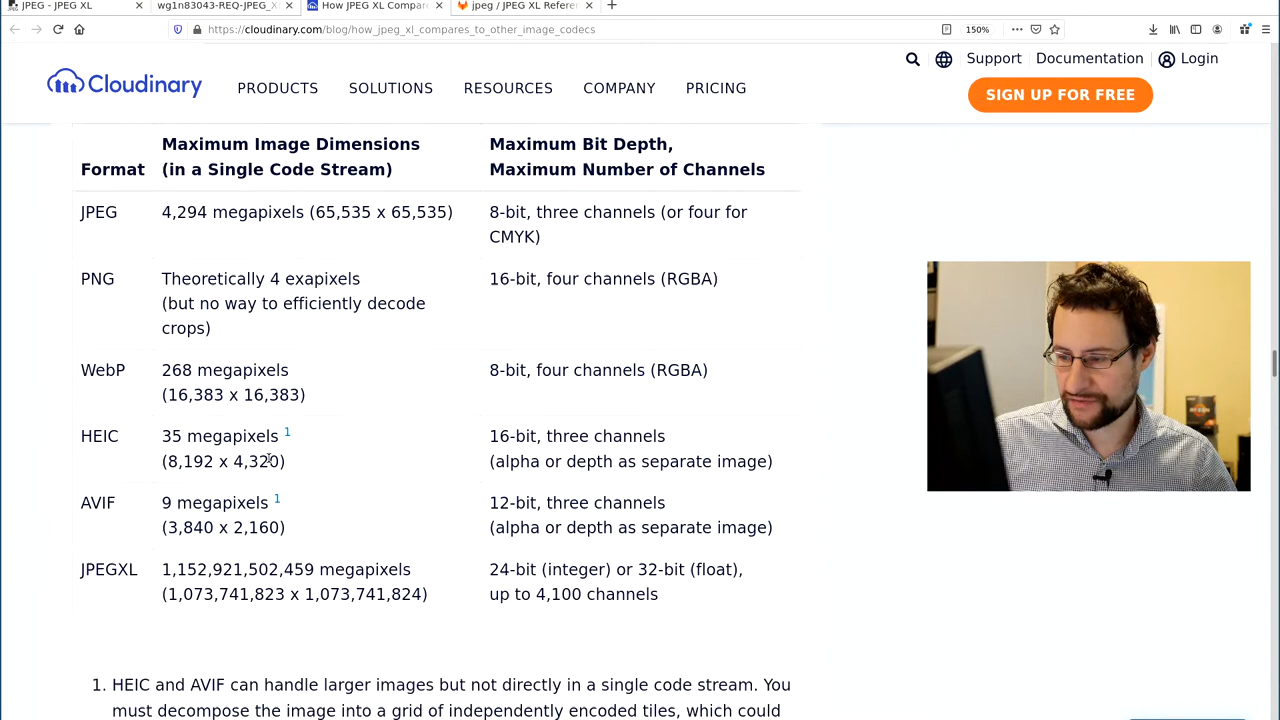 JPEG - JPEG XL
wg1n83043-REQ-JPEG_X
How JPEG XL Compar
jpeg / JPEG XL Refere
https://cloudinary.com/blog/how_jpeg_xl_compares_to_other_image_codecs
150%
Support
Documentation
Login
Cloudinary
PRODUCTS
SOLUTIONS
RESOURCES
COMPANY
PRICING
SIGN UP FOR FREE
Format
Maximum Image Dimensions
(in a Single Code Stream)
Maximum Bit Depth,
Maximum Number of Channels
JPEG
4,294 megapixels (65,535 x 65,535)
8-bit, three channels (or four for
CMYK)
PNG
Theoretically 4 exapixels
(but no way to efficiently decode
crops)
16-bit, four channels (RGBA)
WebP
268 megapixels
(16,383 x 16,383)
8-bit, four channels (RGBA)
HEIC
35 megapixels 1
(8,192 x 4,320)
16-bit, three channels
(alpha or depth as separate image)
AVIF
9 megapixels 1
(3,840 x 2,160)
12-bit, three channels
(alpha or depth as separate image)
JPEGXL
1,152,921,502,459 megapixels
(1,073,741,823 x 1,073,741,824)
24-bit (integer) or 32-bit (float),
up to 4,100 channels
1. HEIC and AVIF can handle larger images but not directly in a single code stream. You
must decompose the image into a grid of independently encoded tiles, which could